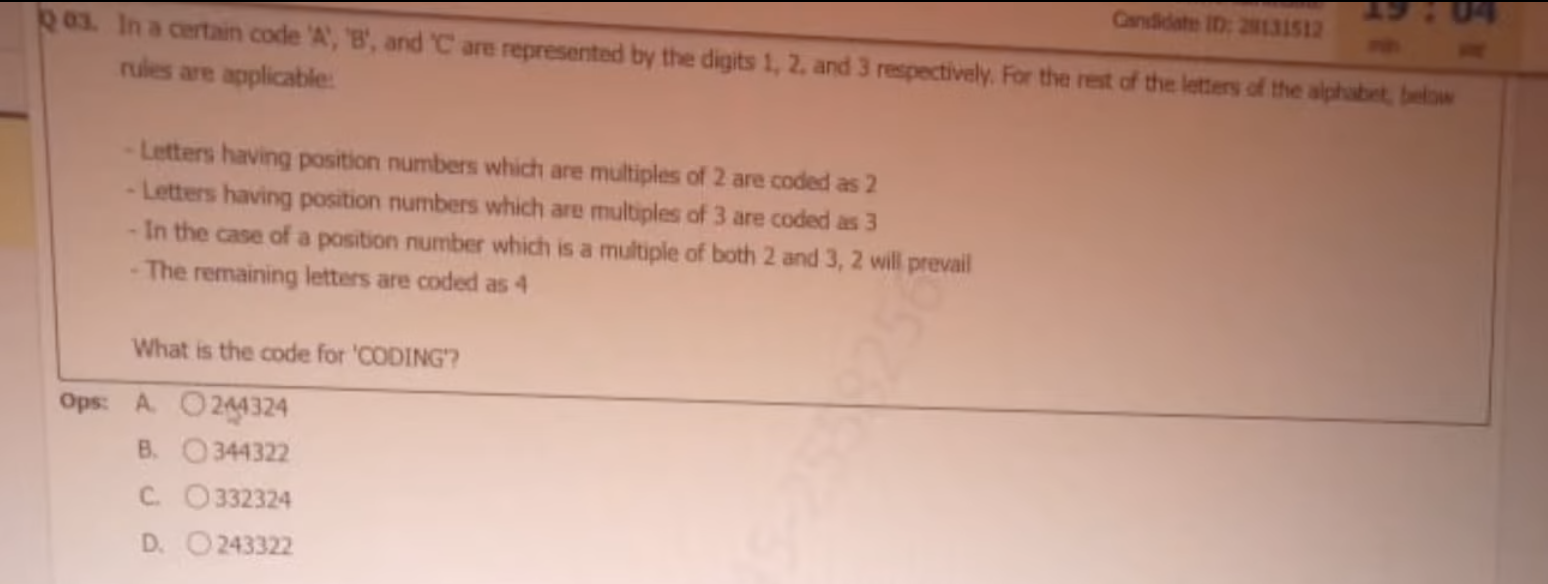 Candidate ID: 28131512
19 : 04
min sec
Q 03. In a certain code 'A', 'B', and 'C' are represented by the digits 1, 2, and 3 respectively. For the rest of the letters of the alphabet, below
rules are applicable:
- Letters having position numbers which are multiples of 2 are coded as 2
- Letters having position numbers which are multiples of 3 are coded as 3
- In the case of a position number which is a multiple of both 2 and 3, 2 will prevail
- The remaining letters are coded as 4
What is the code for 'CODING'?
Ops: A. 244324
B. 344322
C. 332324
D. 243322